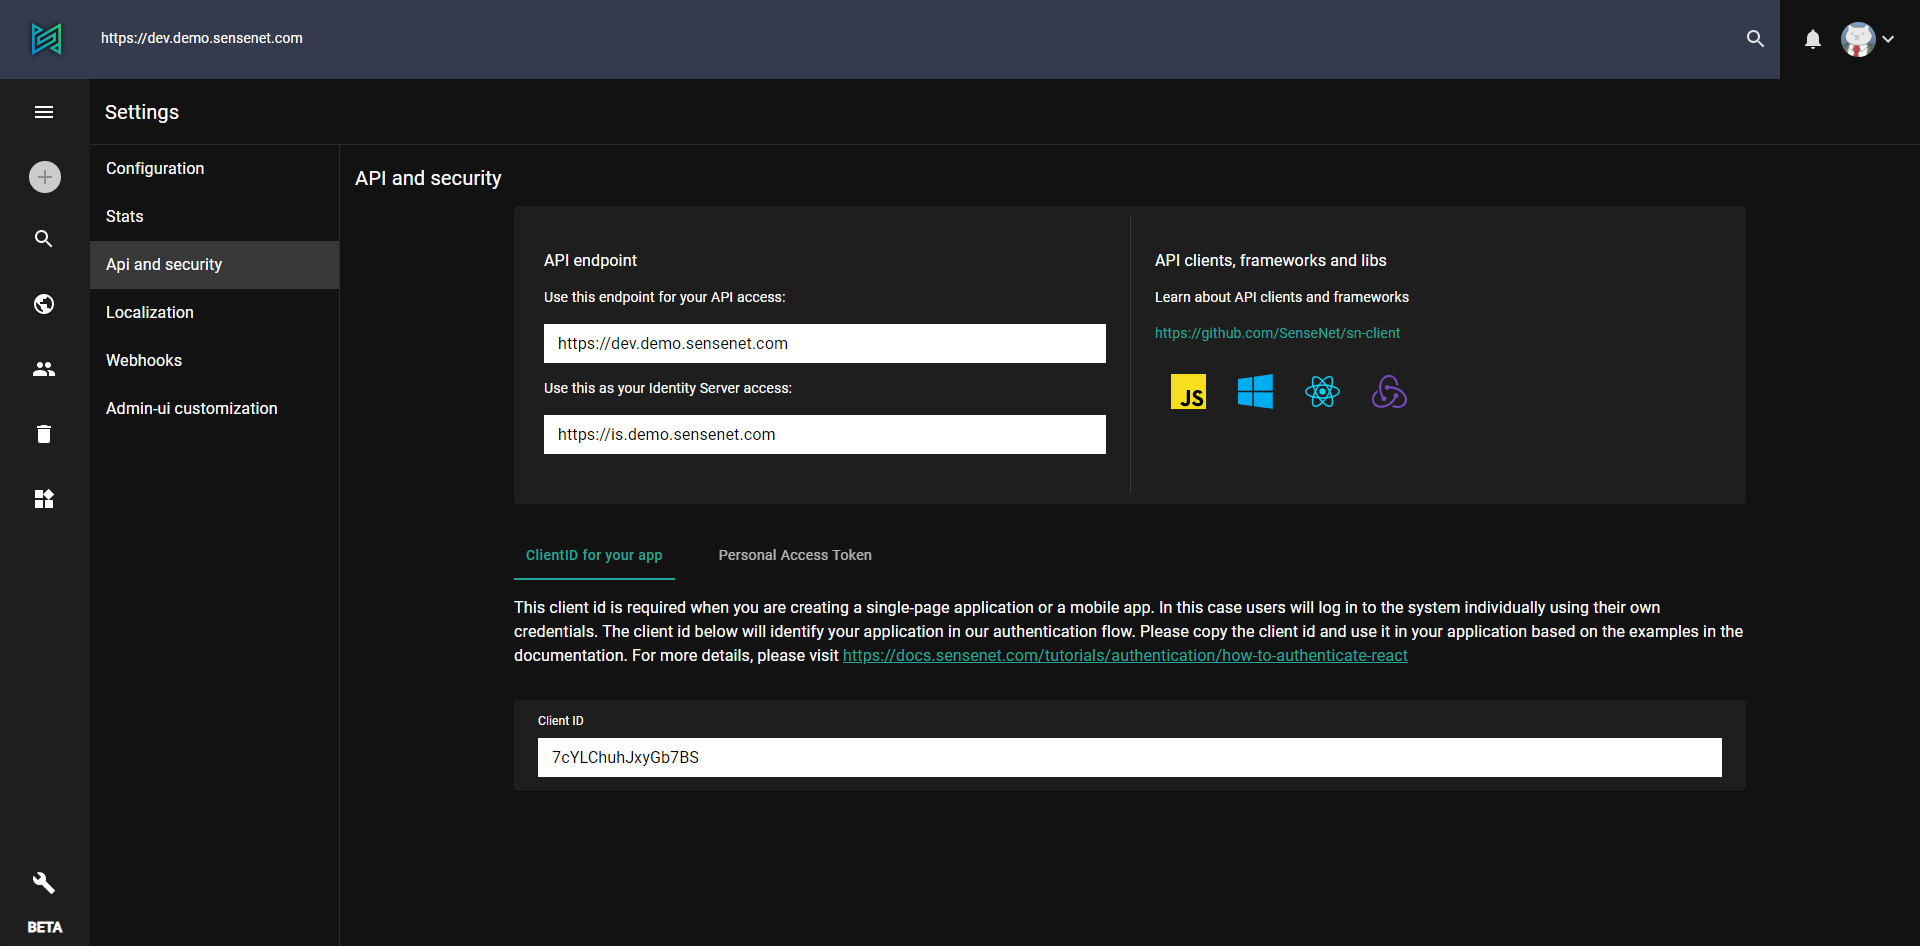 https://dev.demo.sensenet.com
Settings
Configuration
Stats
Api and security
Localization
Webhooks
Admin-ui customization
BETA
API and security
API endpoint
Use this endpoint for your API access:
https://dev.demo.sensenet.com
Use this as your Identity Server access:
https://is.demo.sensenet.com
API clients, frameworks and libs
Learn about API clients and frameworks
https://github.com/SenseNet/sn-client
JS
ClientID for your app
Personal Access Token
This client id is required when you are creating a single-page application or a mobile app. In this case users will log in to the system individually using their own
credentials. The client id below will identify your application in our authentication flow. Please copy the client id and use it in your application based on the examples in the
documentation. For more details, please visit https://docs.sensenet.com/tutorials/authentication/how-to-authenticate-react
Client ID
7cYLChuhJxyGb7BS